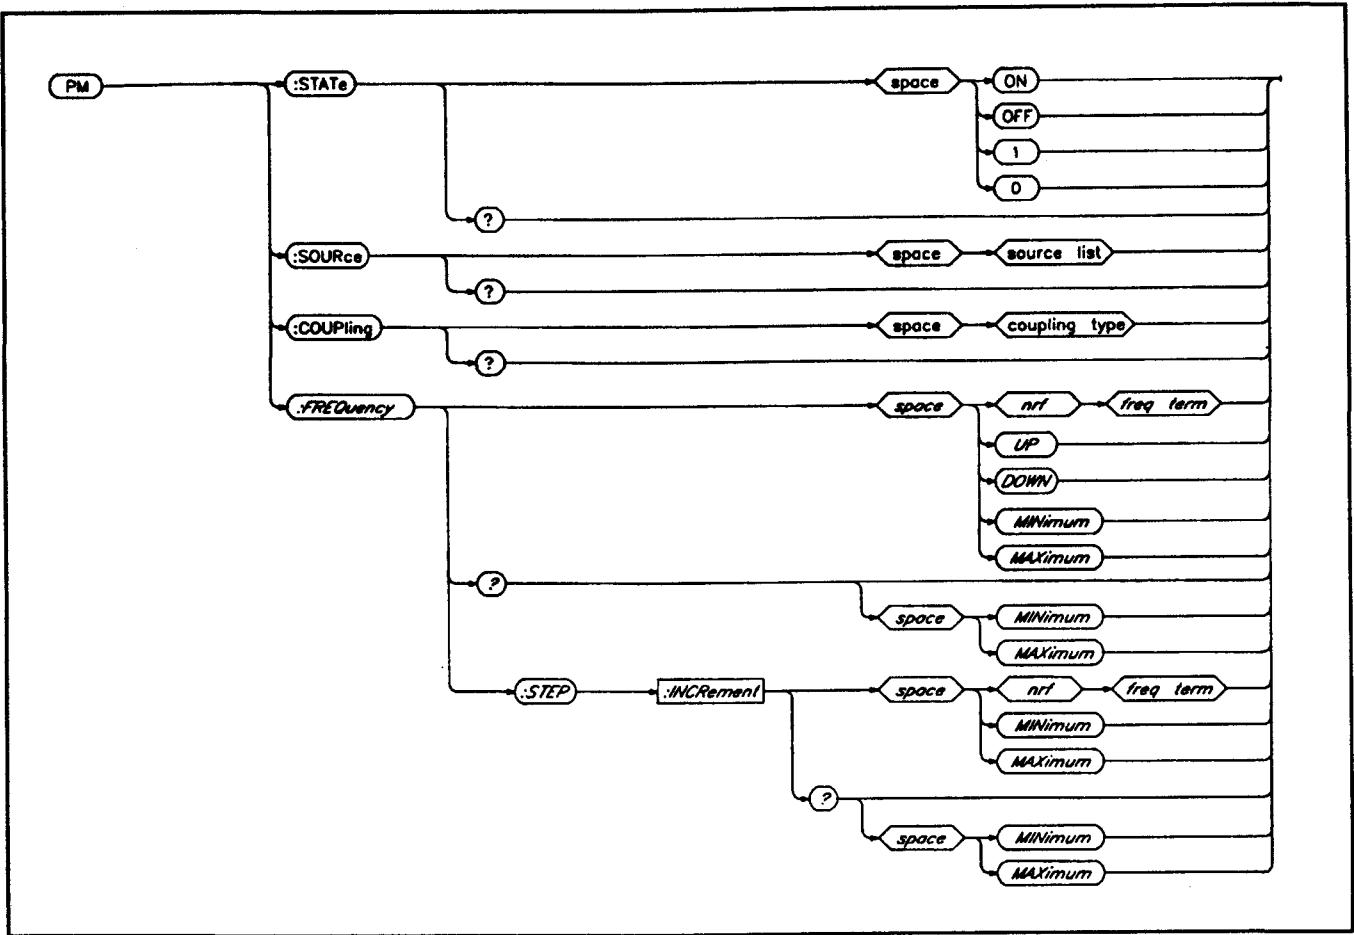 PM :STATe space ON
OFF
1
0
?
:SOURce space source list
?
:COUPling space coupling type
?
:FREQuency space nrf freq term
UP
DOWN
MINimum
MAXimum
?
space MINimum
MAXimum
:STEP :INCRement space nrf freq term
MINimum
MAXimum
?
space MINimum
MAXimum